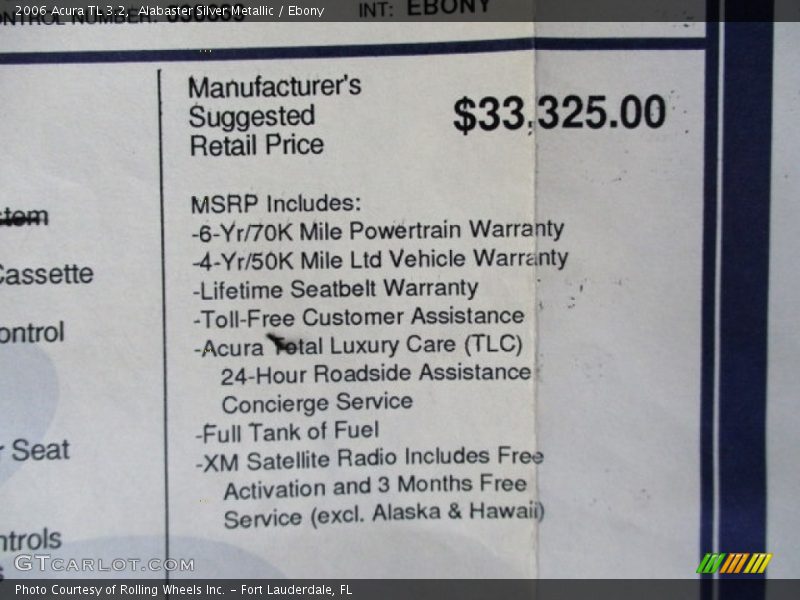 2006 Acura TL 3.2, Alabaster Silver Metallic / Ebony
CONTROL NUMBER:
INT: EBONY
Manufacturer's
Suggested
Retail Price
$33,325.00
MSRP Includes:
-6-Yr/70K Mile Powertrain Warranty
-4-Yr/50K Mile Ltd Vehicle Warranty
-Lifetime Seatbelt Warranty
-Toll-Free Customer Assistance
-Acura Total Luxury Care (TLC)
24-Hour Roadside Assistance
Concierge Service
-Full Tank of Fuel
-XM Satellite Radio Includes Free
Activation and 3 Months Free
Service (excl. Alaska & Hawaii)
stem
Cassette
ontrol
r Seat
ntrols
GTCARLOT.COM
Photo Courtesy of Rolling Wheels Inc. – Fort Lauderdale, FL